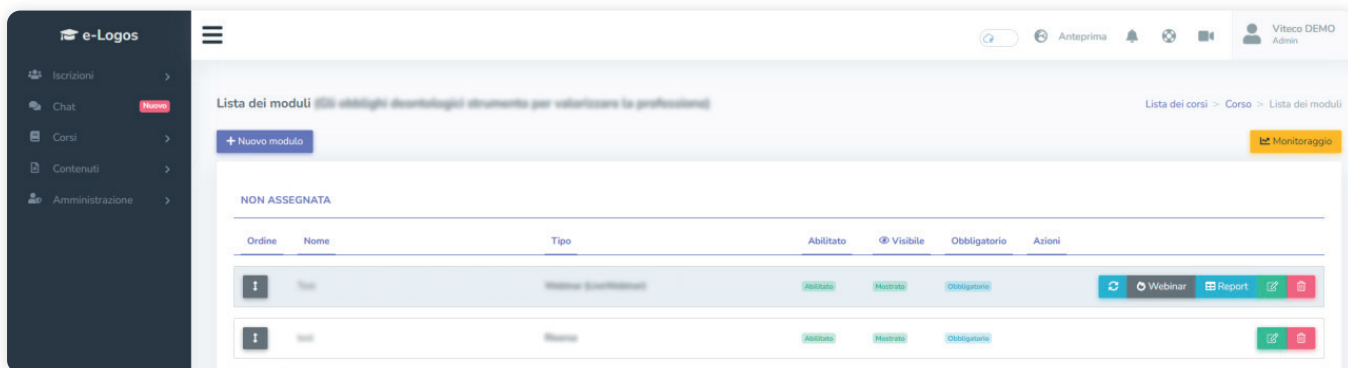 e-Logos
Anteprima
Viteco DEMO
Admin
Iscrizioni
Chat Nuovo
Corsi
Contenuti
Amministrazione
Lista dei moduli
Lista dei corsi > Corso > Lista dei moduli
+ Nuovo modulo
Monitoraggio
NON ASSEGNATA
Ordine Nome Tipo Abilitato Visibile Obbligatorio Azioni
Abilitato Mostrato Obbligatorio Webinar Report
Abilitato Mostrato Obbligatorio